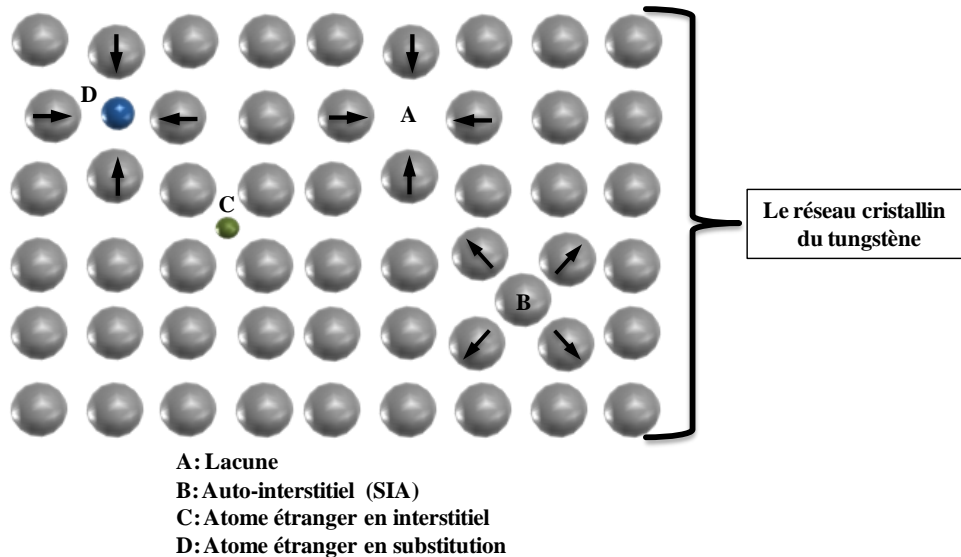 D
A
C
B
Le réseau cristallin
du tungstène
A: Lacune
B: Auto-interstitiel (SIA)
C: Atome étranger en interstitiel
D: Atome étranger en substitution